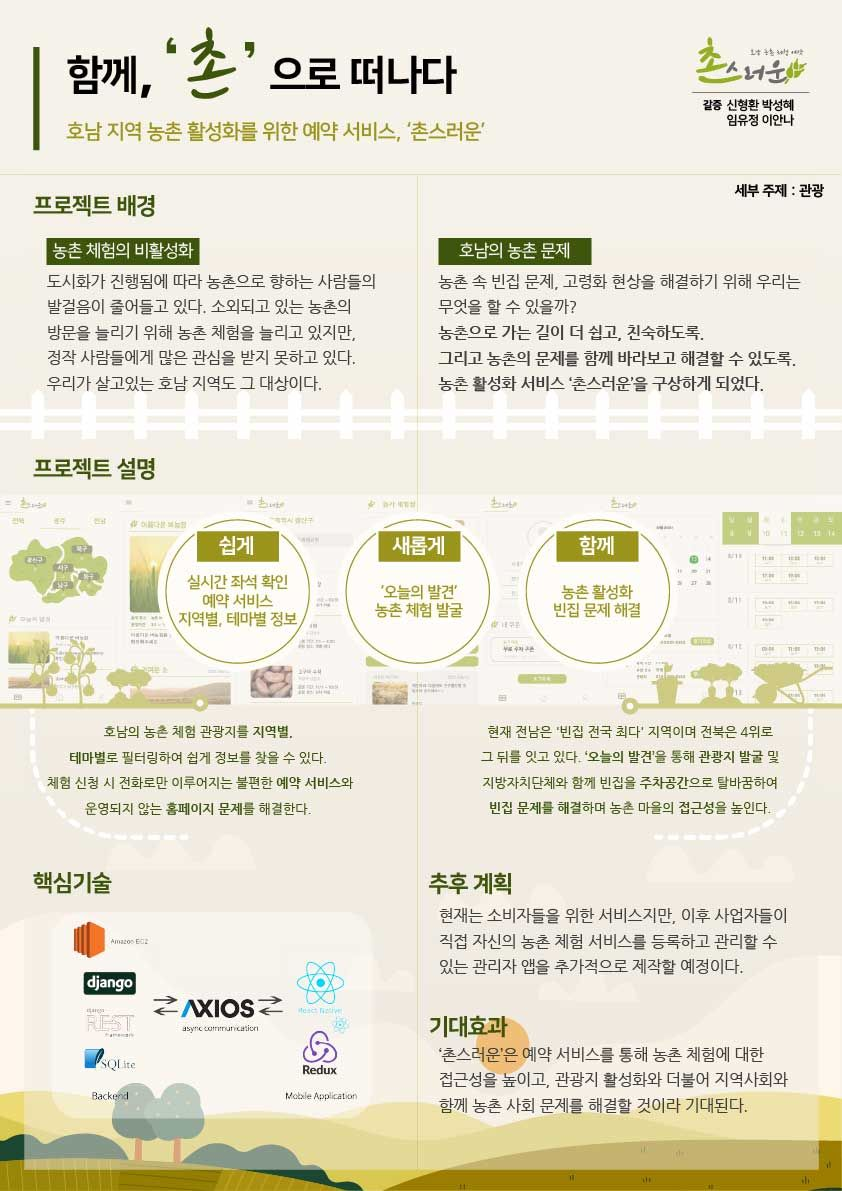 함께, ‘촌’ 으로 떠나다
호남 지역 농촌 활성화를 위한 예약 서비스, ‘촌스러운’
호남 농촌 체험 예약
촌스러운
갈중 신형환 박성혜
임유정 이안나
세부 주제 : 관광
프로젝트 배경
농촌 체험의 비활성화
도시화가 진행됨에 따라 농촌으로 향하는 사람들의
발걸음이 줄어들고 있다. 소외되고 있는 농촌의
방문을 늘리기 위해 농촌 체험을 늘리고 있지만,
정작 사람들에게 많은 관심을 받지 못하고 있다.
우리가 살고있는 호남 지역도 그 대상이다.
호남의 농촌 문제
농촌 속 빈집 문제, 고령화 현상을 해결하기 위해 우리는
무엇을 할 수 있을까?
농촌으로 가는 길이 더 쉽고, 친숙하도록.
그리고 농촌의 문제를 함께 바라보고 해결할 수 있도록.
농촌 활성화 서비스 ‘촌스러운’을 구상하게 되었다.
프로젝트 설명
쉽게
실시간 좌석 확인
예약 서비스
지역별, 테마별 정보
새롭게
‘오늘의 발견’
농촌 체험 발굴
함께
농촌 활성화
빈집 문제 해결
호남의 농촌 체험 관광지를 지역별,
테마별로 필터링하여 쉽게 정보를 찾을 수 있다.
체험 신청 시 전화로만 이루어지는 불편한 예약 서비스와
운영되지 않는 홈페이지 문제를 해결한다.
현재 전남은 '빈집 전국 최다' 지역이며 전북은 4위로
그 뒤를 잇고 있다. ‘오늘의 발견’을 통해 관광지 발굴 및
지방자치단체와 함께 빈집을 주차공간으로 탈바꿈하여
빈집 문제를 해결하며 농촌 마을의 접근성을 높인다.
핵심기술
Amazon EC2
django
django
REST
framework
SQLite
Backend
AXIOS
async communication
React Native
Redux
Mobile Application
추후 계획
현재는 소비자들을 위한 서비스지만, 이후 사업자들이
직접 자신의 농촌 체험 서비스를 등록하고 관리할 수
있는 관리자 앱을 추가적으로 제작할 예정이다.
기대효과
‘촌스러운’은 예약 서비스를 통해 농촌 체험에 대한
접근성을 높이고, 관광지 활성화와 더불어 지역사회와
함께 농촌 사회 문제를 해결할 것이라 기대된다.